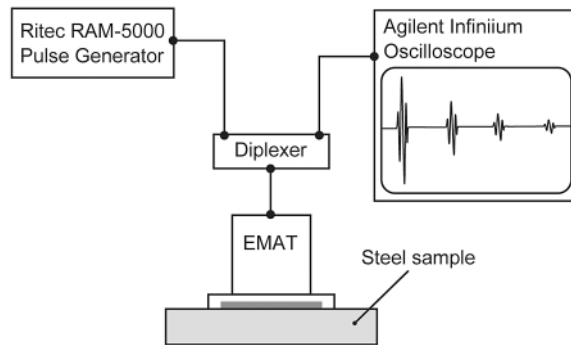 Ritec RAM-5000
Pulse Generator
Agilent Infiniium
Oscilloscope
Diplexer
EMAT
Steel sample